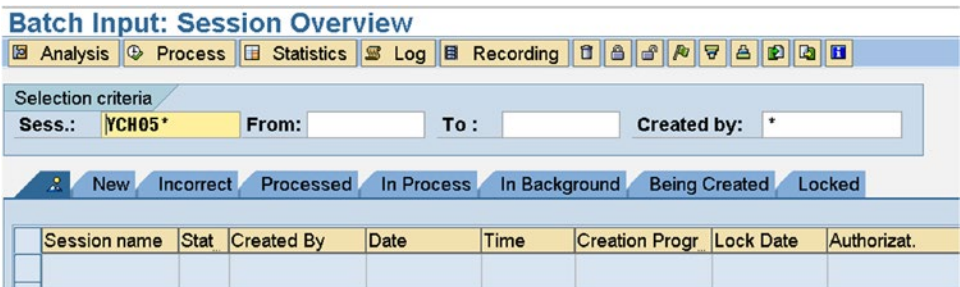 Batch Input: Session Overview
Analysis Process Statistics Log Recording
Selection criteria
Sess.: YCH05* From: To : Created by: *
New Incorrect Processed In Process In Background Being Created Locked
Session name Stat Created By Date Time Creation Progr Lock Date Authorizat.